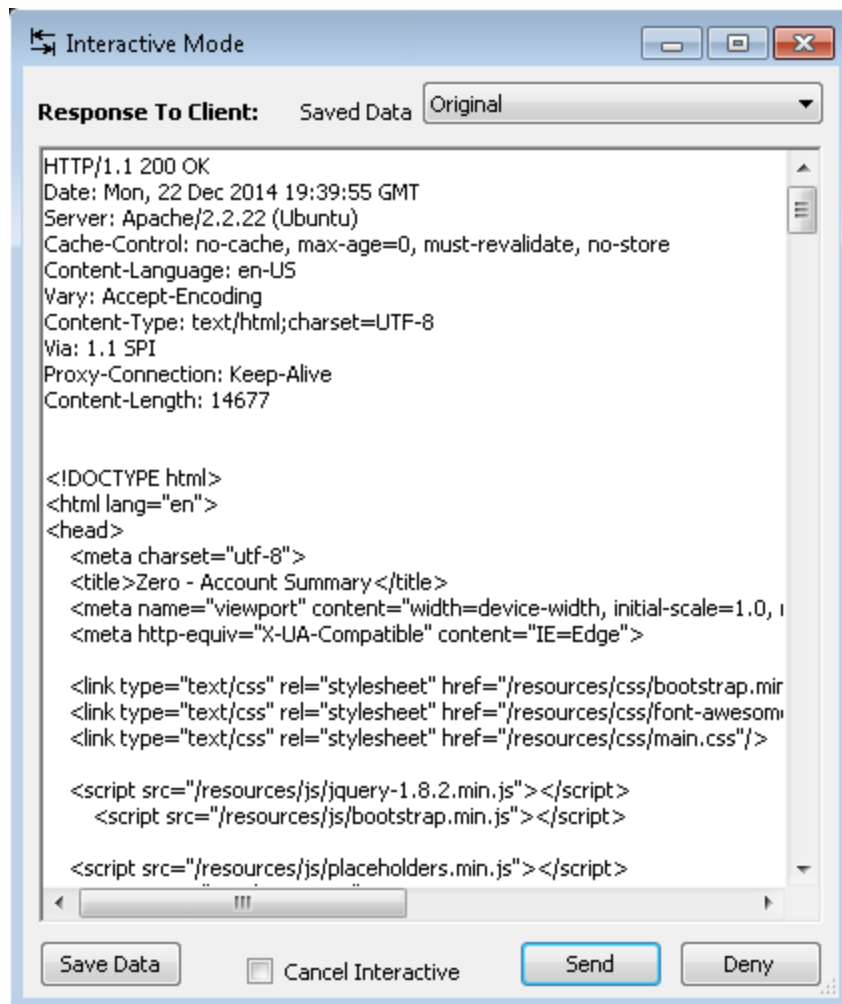 Interactive Mode
Response To Client: Saved Data Original
HTTP/1.1 200 OK
Date: Mon, 22 Dec 2014 19:39:55 GMT
Server: Apache/2.2.22 (Ubuntu)
Cache-Control: no-cache, max-age=0, must-revalidate, no-store
Content-Language: en-US
Vary: Accept-Encoding
Content-Type: text/html;charset=UTF-8
Via: 1.1 SPI
Proxy-Connection: Keep-Alive
Content-Length: 14677
<!DOCTYPE html>
<html lang="en">
<head>
<meta charset="utf-8">
<title>Zero - Account Summary</title>
<meta name="viewport" content="width=device-width, initial-scale=1.0,
<meta http-equiv="X-UA-Compatible" content="IE=Edge">
<link type="text/css" rel="stylesheet" href="/resources/css/bootstrap.mir
<link type="text/css" rel="stylesheet" href="/resources/css/font-awesom
<link type="text/css" rel="stylesheet" href="/resources/css/main.css"/>
<script src="/resources/js/jquery-1.8.2.min.js"></script>
<script src="/resources/js/bootstrap.min.js"></script>
<script src="/resources/js/placeholders.min.js"></script>
Save Data Cancel Interactive Send Deny